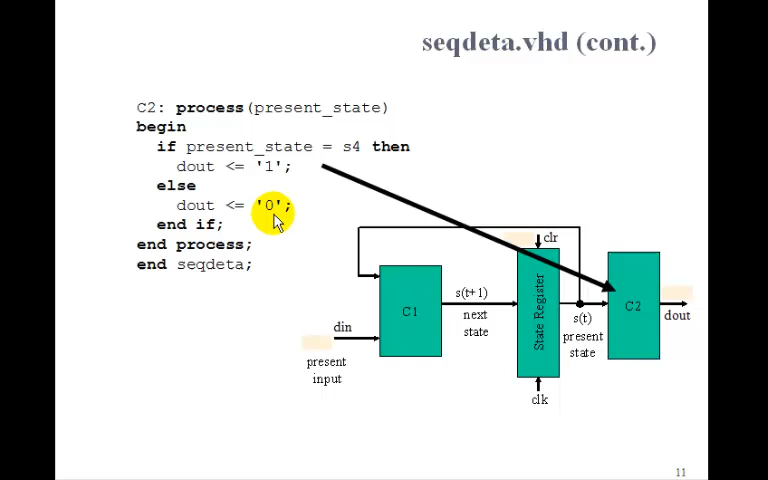 seqdeta.vhd (cont.)
C2: process(present_state)
begin
if present_state = s4 then
dout <= '1';
else
dout <= '0';
end if;
end process;
end seqdeta;
clr
s(t+1)
next
state
C1
State Register
C2
s(t)
present
state
din
present
input
dout
clk
11